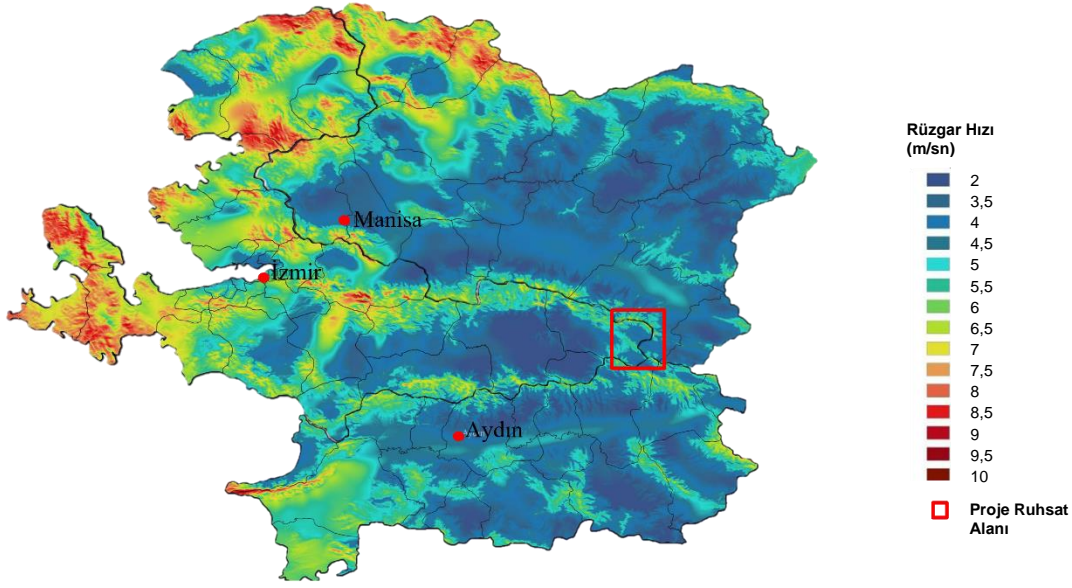 Manisa
İzmir
Aydın
Rüzgar Hızı
(m/sn)
2
3,5
4
4,5
5
5,5
6
6,5
7
7,5
8
8,5
9
9,5
10
Proje Ruhsat
Alanı